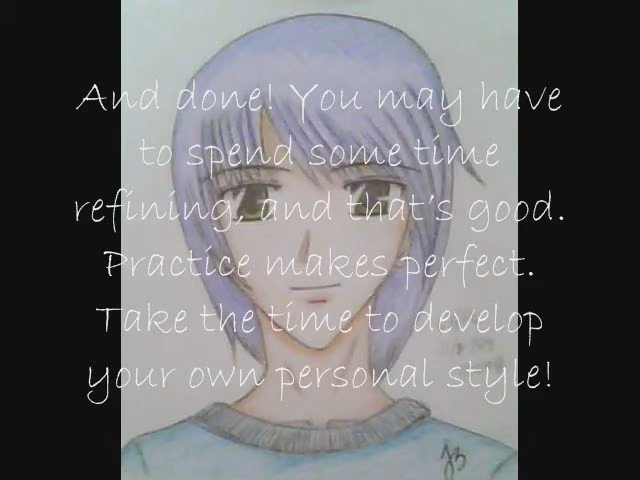 And done! You may have
to spend some time
refining, and that's good.
Practice makes perfect.
Take the time to develop
your own personal style!
JB